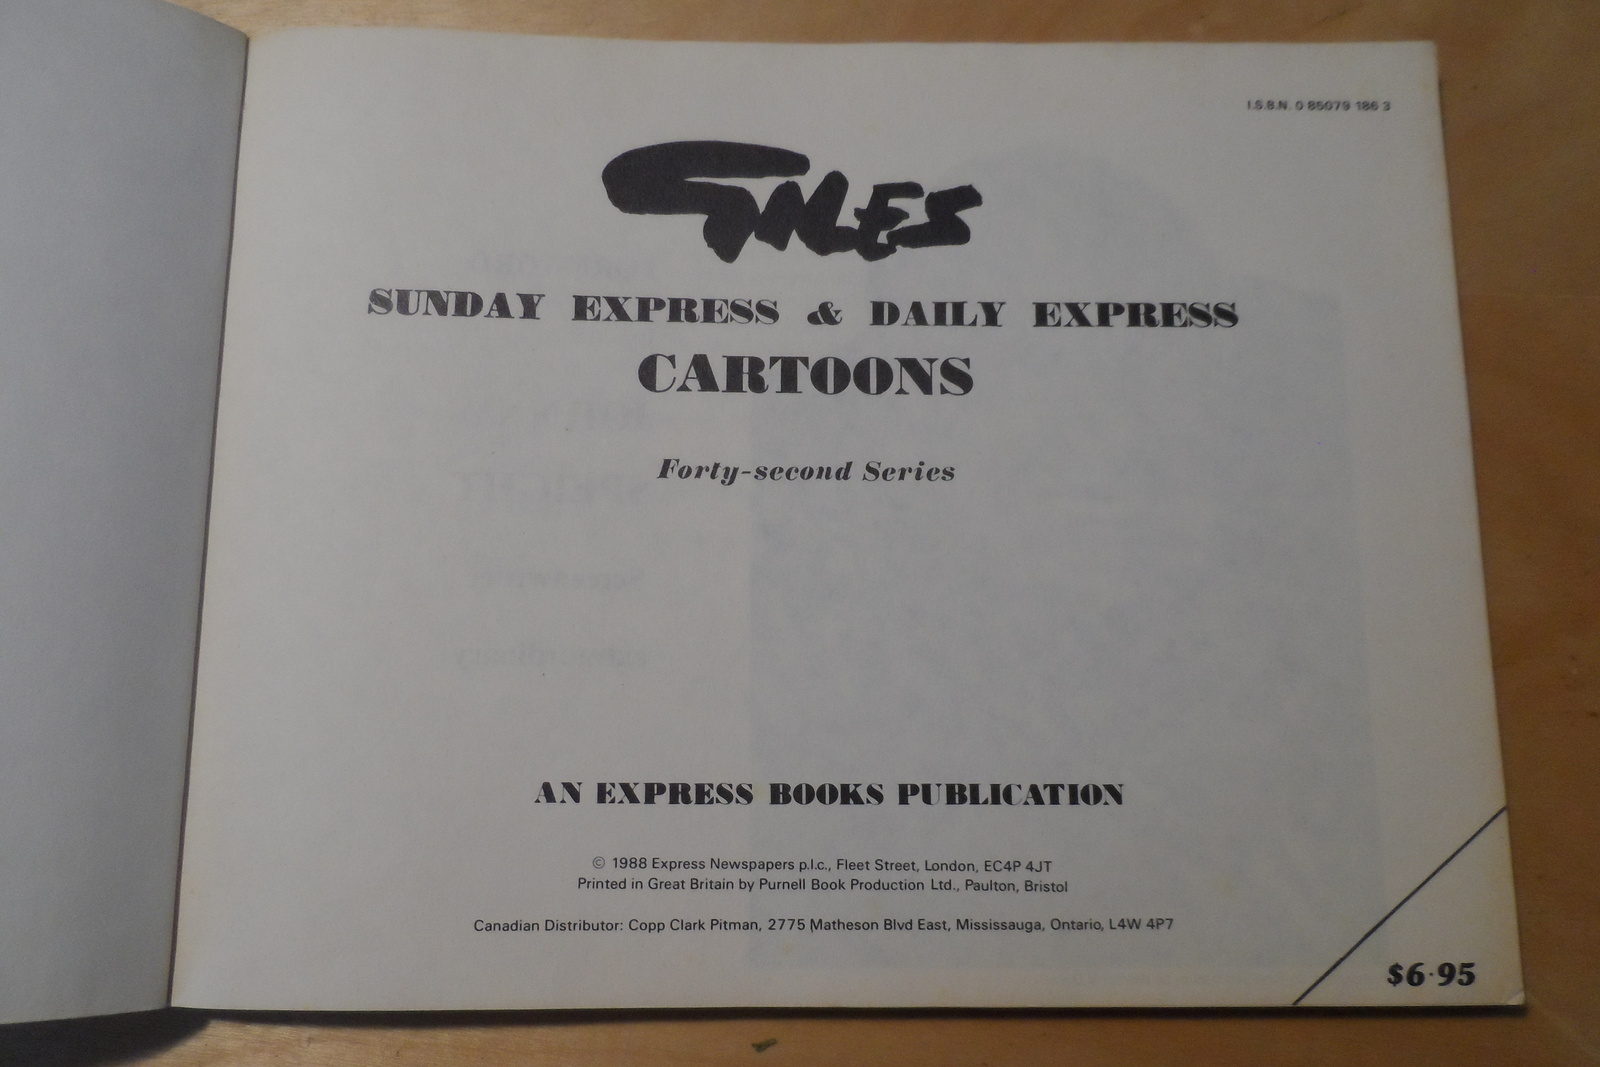 I.S.B.N. 0 85079 186 3
GILES
SUNDAY EXPRESS & DAILY EXPRESS
CARTOONS
Forty-second Series
AN EXPRESS BOOKS PUBLICATION
© 1988 Express Newspapers p.l.c., Fleet Street, London, EC4P 4JT
Printed in Great Britain by Purnell Book Production Ltd., Paulton, Bristol
Canadian Distributor: Copp Clark Pitman, 2775 Matheson Blvd East, Mississauga, Ontario, L4W 4P7
$6·95